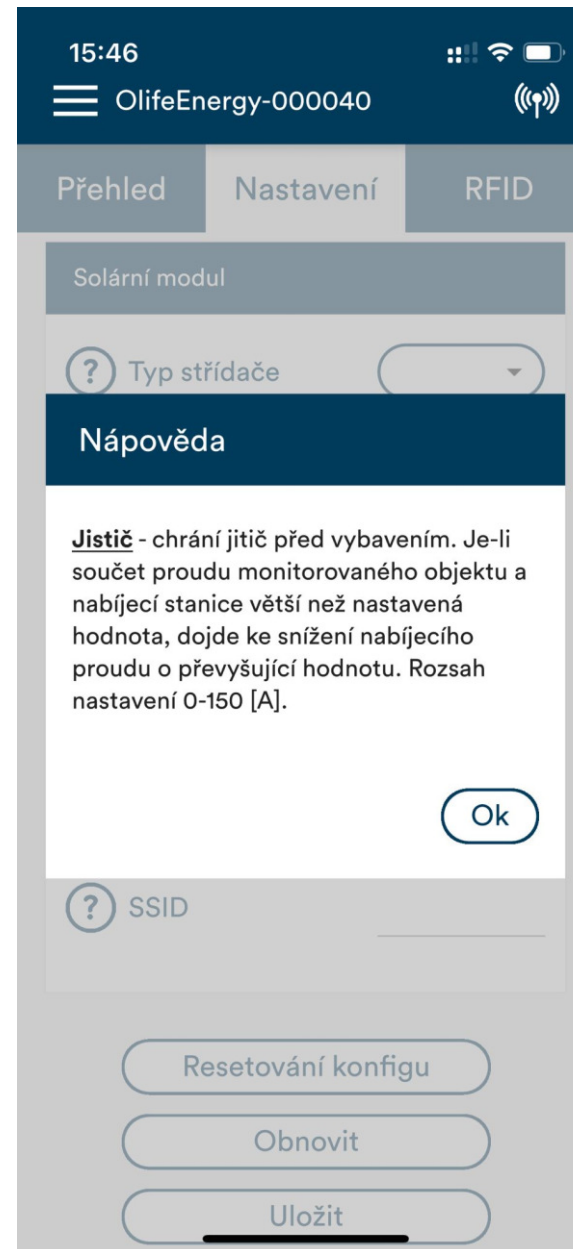 15:46
OlifeEnergy-000040
Přehled
Nastavení
RFID
Solární modul
? Typ střídače
Nápověda
Jistič - chrání jitič před vybavením. Je-li
součet proudu monitorovaného objektu a
nabíjecí stanice větší než nastavená
hodnota, dojde ke snížení nabíjecího
proudu o převyšující hodnotu. Rozsah
nastavení 0-150 [A].
Ok
? SSID
Resetování konfigu
Obnovit
Uložit